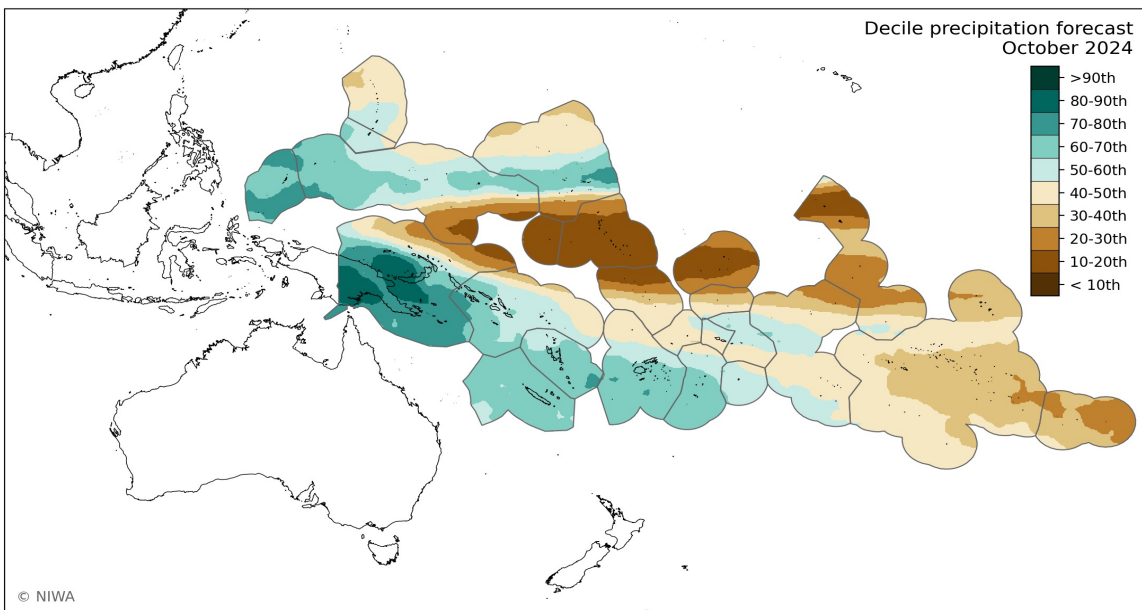 Decile precipitation forecast
October 2024
>90th
80-90th
70-80th
60-70th
50-60th
40-50th
30-40th
20-30th
10-20th
< 10th
© NIWA